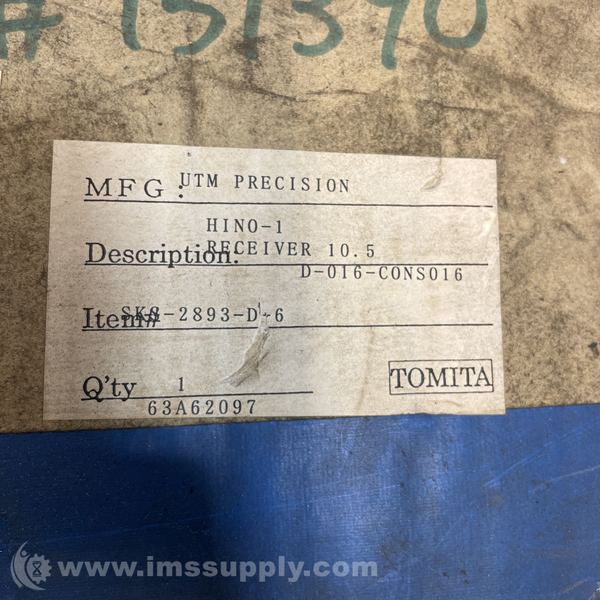 # 151390
MFG: UTM PRECISION
HINO-1
Description: RECEIVER 10.5
D-016-CONS016
Item# SKS-2893-D-6
Q'ty 1
TOMITA
63A62097
www.imssupply.com